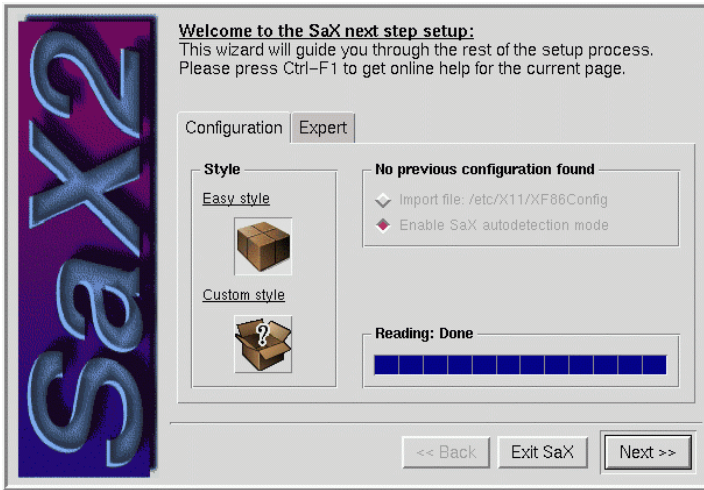 SaX2
Welcome to the SaX next step setup:
This wizard will guide you through the rest of the setup process.
Please press Ctrl-F1 to get online help for the current page.
Configuration
Expert
Style
Easy style
Custom style
?
No previous configuration found
Import file: /etc/X11/XF86Config
Enable SaX autodetection mode
Reading: Done
<< Back
Exit SaX
Next >>